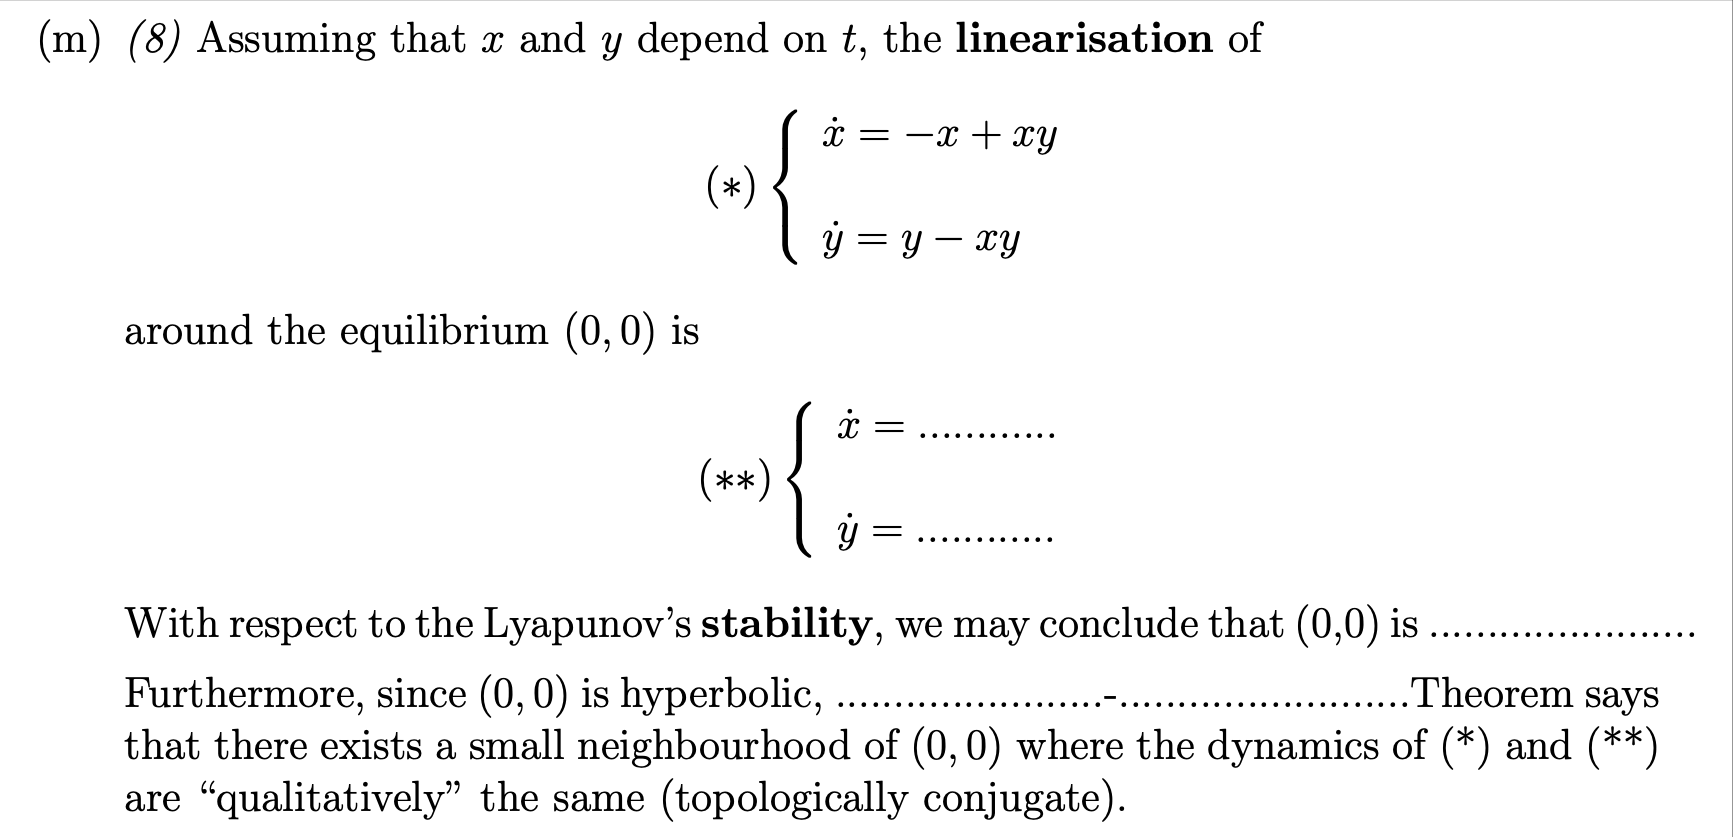 (m) (8) Assuming that x and y depend on t, the linearisation of
(*) { ẋ = −x + xy
ẏ = y − xy
around the equilibrium (0, 0) is
(**) { ẋ = ............
ẏ = ............
With respect to the Lyapunov's stability, we may conclude that (0,0) is .......................
Furthermore, since (0, 0) is hyperbolic, .......................-.........................Theorem says
that there exists a small neighbourhood of (0, 0) where the dynamics of (*) and (**)
are “qualitatively” the same (topologically conjugate).